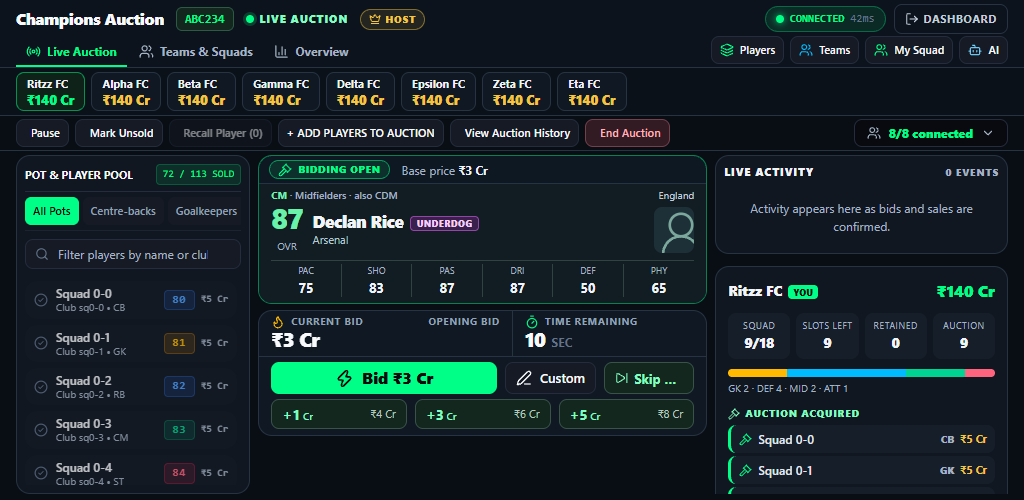 Champions Auction
ABC234
LIVE AUCTION
HOST
CONNECTED 42ms
DASHBOARD
Live Auction
Teams & Squads
Overview
Players
Teams
My Squad
AI
Ritzz FC
₹140 Cr
Alpha FC
₹140 Cr
Beta FC
₹140 Cr
Gamma FC
₹140 Cr
Delta FC
₹140 Cr
Epsilon FC
₹140 Cr
Zeta FC
₹140 Cr
Eta FC
₹140 Cr
Pause
Mark Unsold
Recall Player (0)
+ ADD PLAYERS TO AUCTION
View Auction History
End Auction
8/8 connected
POT & PLAYER POOL
72 / 113 SOLD
All Pots
Centre-backs
Goalkeepers
Filter players by name or clu
Squad 0-0
Club sq0-0 • CB
80
₹5 Cr
Squad 0-1
Club sq0-1 • GK
81
₹5 Cr
Squad 0-2
Club sq0-2 • RB
82
₹5 Cr
Squad 0-3
Club sq0-3 • CM
83
₹5 Cr
Squad 0-4
Club sq0-4 • ST
84
₹5 Cr
BIDDING OPEN
Base price ₹3 Cr
CM · Midfielders · also CDM
England
87
OVR
Declan Rice
UNDERDOG
Arsenal
PAC
75
SHO
83
PAS
87
DRI
87
DEF
50
PHY
65
CURRENT BID
OPENING BID
₹3 Cr
TIME REMAINING
10 SEC
Bid ₹3 Cr
Custom
Skip ...
+1 Cr
₹4 Cr
+3 Cr
₹6 Cr
+5 Cr
₹8 Cr
LIVE ACTIVITY
0 EVENTS
Activity appears here as bids and sales are
confirmed.
Ritzz FC
YOU
₹140 Cr
SQUAD
9/18
SLOTS LEFT
9
RETAINED
0
AUCTION
9
GK 2 · DEF 4 · MID 2 · ATT 1
AUCTION ACQUIRED
Squad 0-0
CB ₹5 Cr
Squad 0-1
GK ₹5 Cr